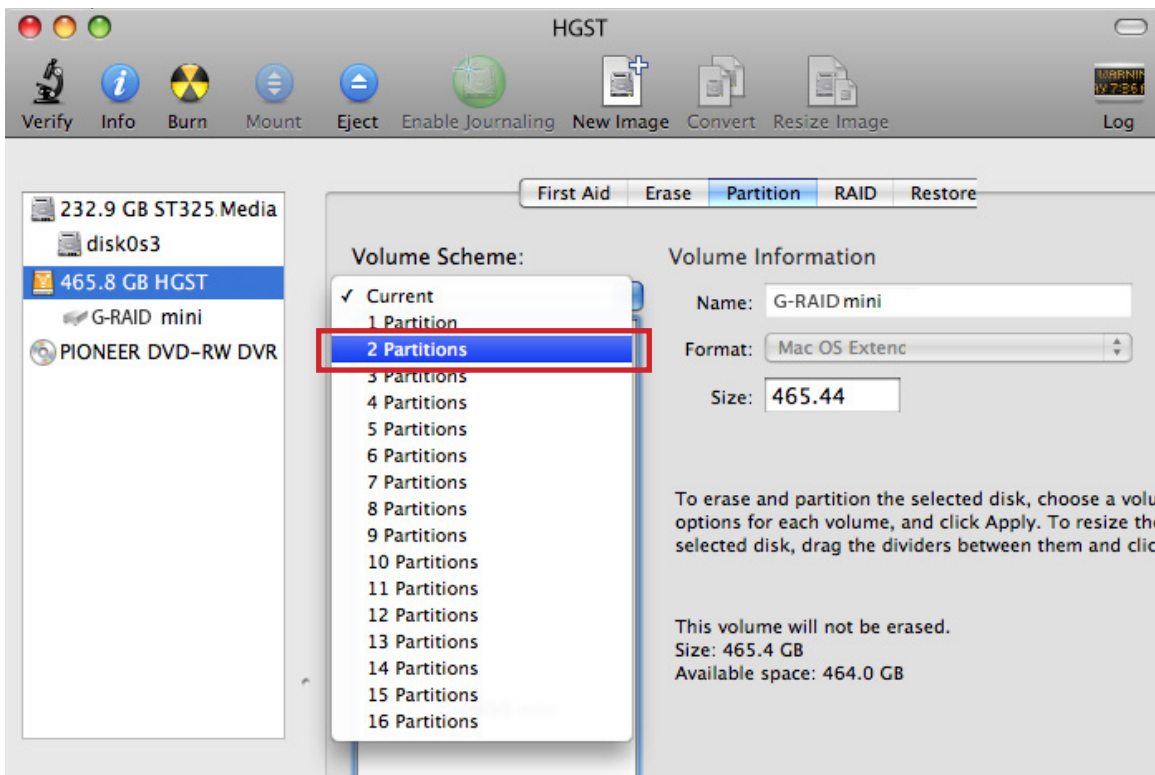 HGST
Verify Info Burn Mount Eject Enable Journaling New Image Convert Resize Image Log
First Aid Erase Partition RAID Restore
232.9 GB ST325 Media
disk0s3
465.8 GB HGST
G-RAID mini
PIONEER DVD-RW DVR
Volume Scheme:
✓ Current
1 Partition
2 Partitions
3 Partitions
4 Partitions
5 Partitions
6 Partitions
7 Partitions
8 Partitions
9 Partitions
10 Partitions
11 Partitions
12 Partitions
13 Partitions
14 Partitions
15 Partitions
16 Partitions
Volume Information
Name: G-RAID mini
Format: Mac OS Extenc
Size: 465.44
To erase and partition the selected disk, choose a volu
options for each volume, and click Apply. To resize the
selected disk, drag the dividers between them and clic
This volume will not be erased.
Size: 465.4 GB
Available space: 464.0 GB